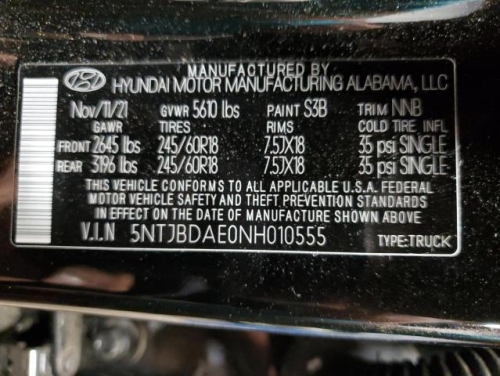 MANUFACTURED BY
HYUNDAI MOTOR MANUFACTURING ALABAMA, LLC
Nov/11/21 GVWR 5610 lbs PAINT S3B TRIM NNB
GAWR TIRES RIMS COLD TIRE INFL
FRONT 2645 lbs 245/60R18 7.5JX18 35 psi SINGLE
REAR 3196 lbs 245/60R18 7.5JX18 35 psi SINGLE
THIS VEHICLE CONFORMS TO ALL APPLICABLE U.S.A. FEDERAL
MOTOR VEHICLE SAFETY AND THEFT PREVENTION STANDARDS
IN EFFECT ON THE DATE OF MANUFACTURE SHOWN ABOVE.
V.I.N 5NTJBDAE0NH010555 TYPE:TRUCK